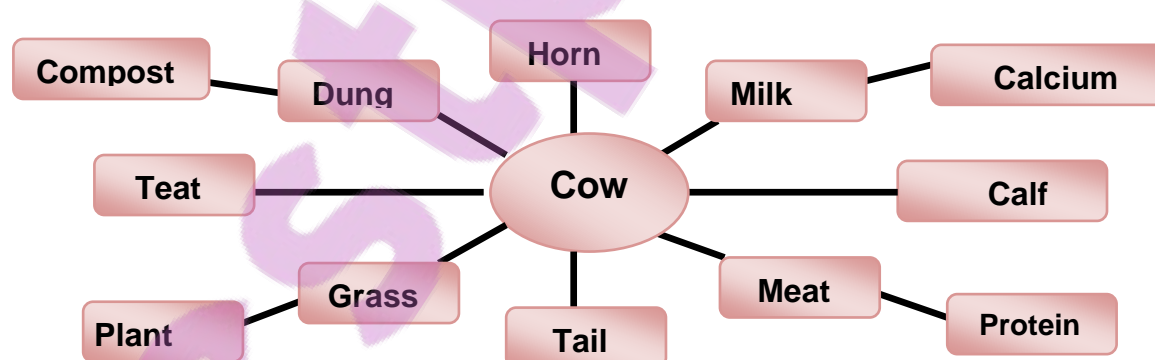 Horn
Compost
Dung
Milk
Calcium
Teat
Cow
Calf
Grass
Meat
Plant
Tail
Protein